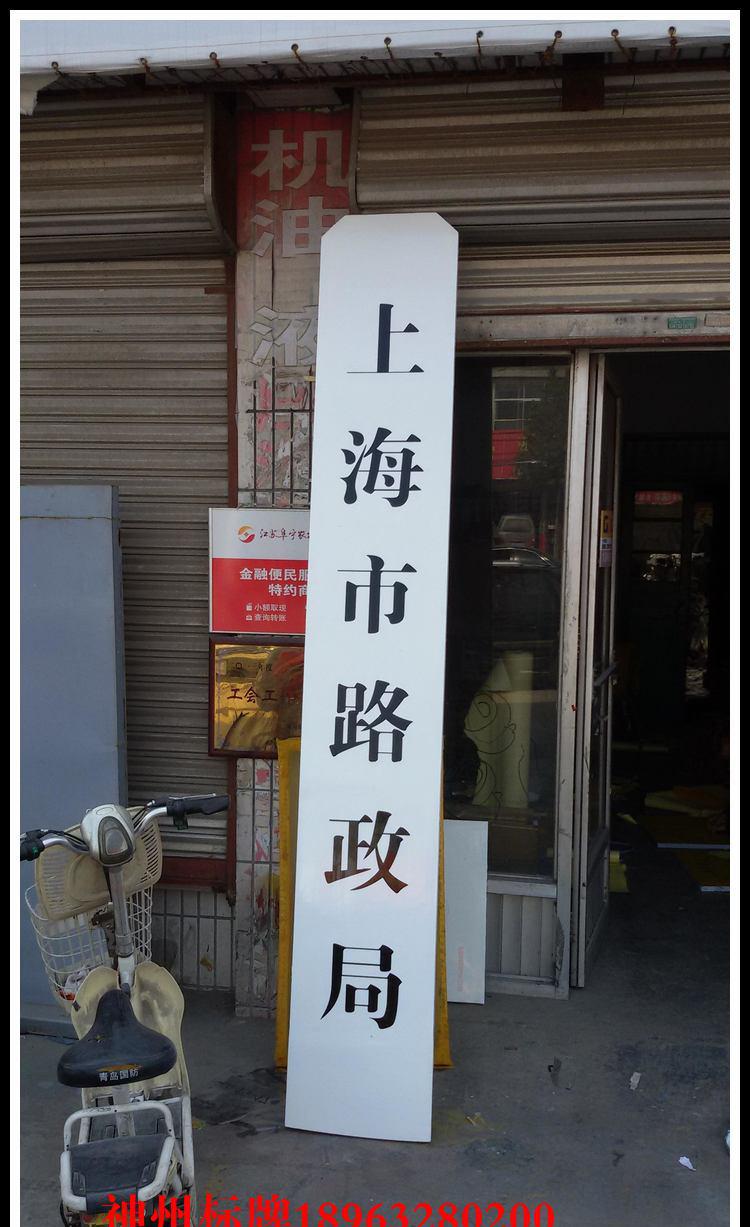 机油
上海市路政局
金融便民服
特约商
小额取现
查询转账
工会工
青岛国防
神州标牌18963280200